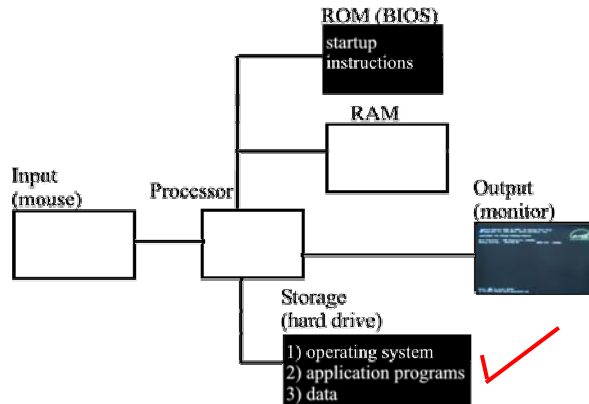 ROM (BIOS)
startup
instructions
RAM
Input
(mouse)
Processor
Output
(monitor)
Storage
(hard drive)
1) operating system
2) application programs
3) data